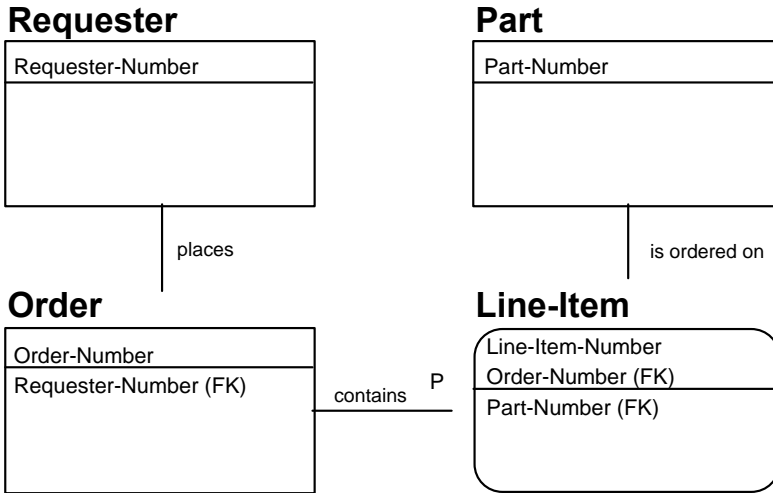 Requester
Part
Requester-Number
Part-Number
places
is ordered on
Order
Line-Item
Order-Number
Requester-Number (FK)
contains
P
Line-Item-Number
Order-Number (FK)
Part-Number (FK)